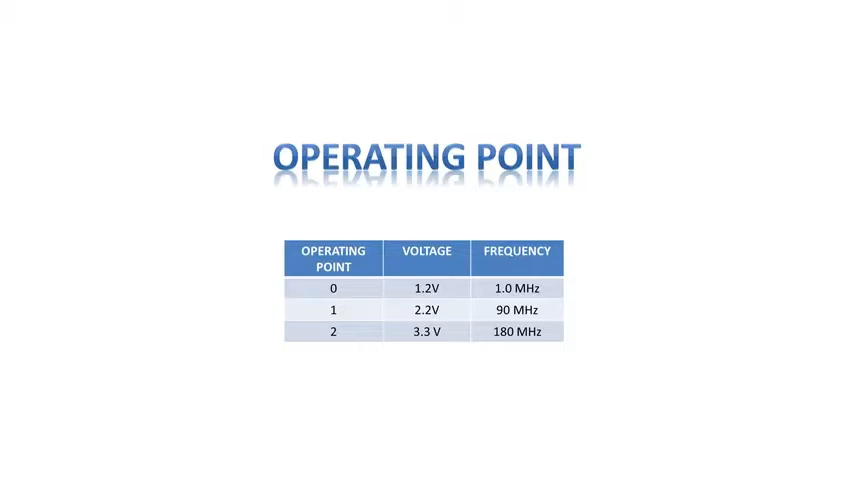 OPERATING POINT
OPERATING POINT VOLTAGE FREQUENCY
0 1.2V 1.0 MHz
1 2.2V 90 MHz
2 3.3 V 180 MHz